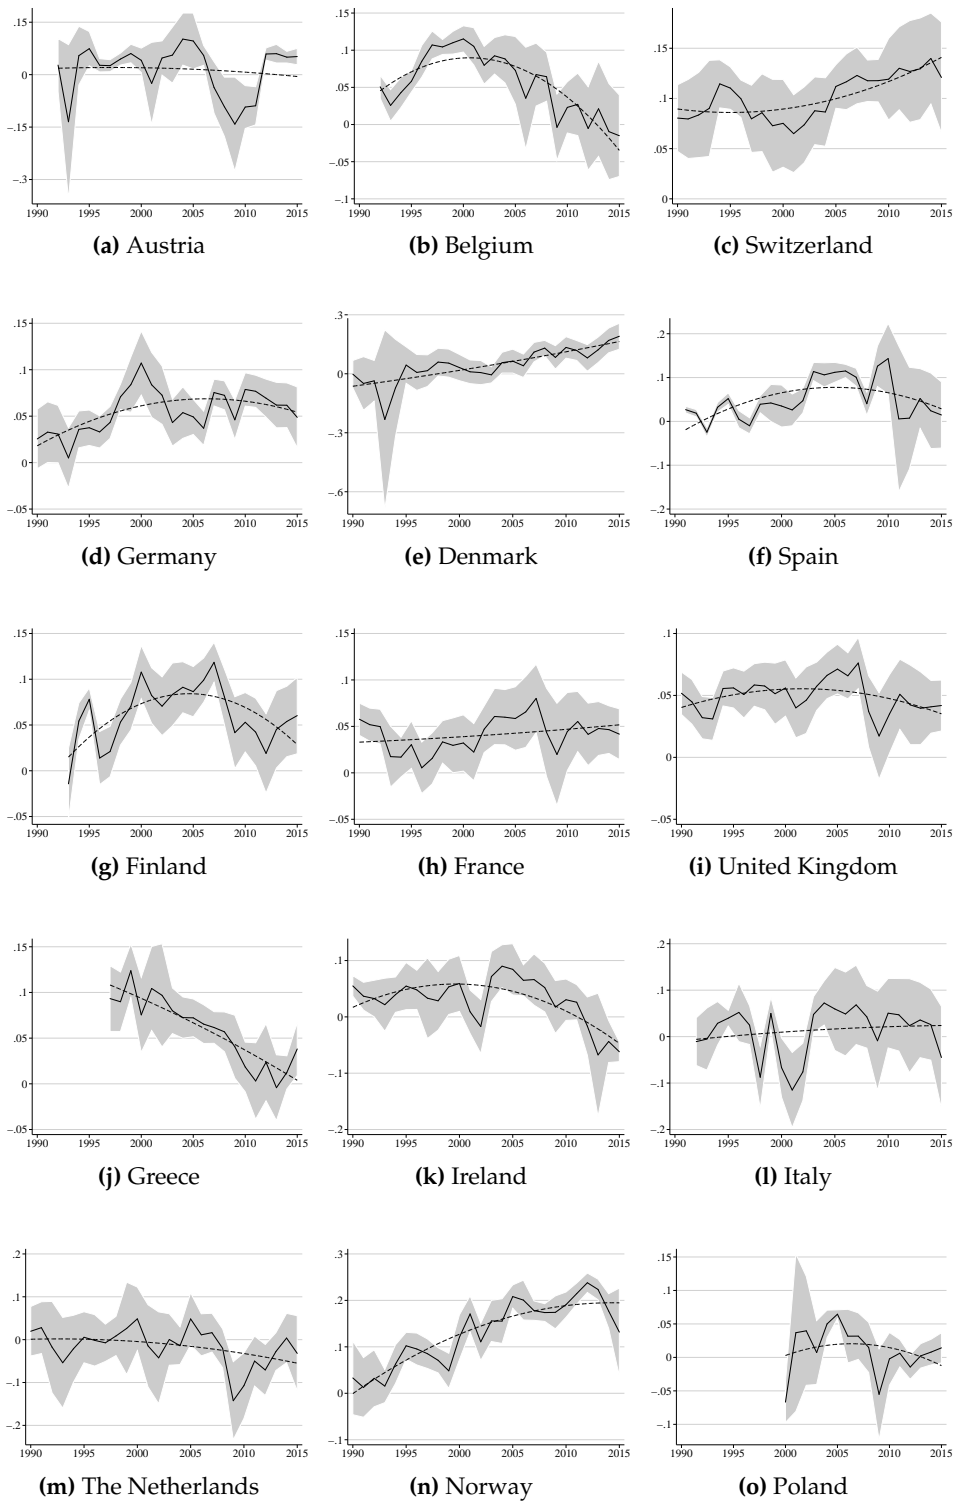 .15
0
−.15
−.3
1990 1995 2000 2005 2010 2015
(a) Austria
.15
.1
.05
0
−.05
−.1
1990 1995 2000 2005 2010 2015
(b) Belgium
.15
.1
.05
0
1990 1995 2000 2005 2010 2015
(c) Switzerland
.15
.1
.05
0
−.05
1990 1995 2000 2005 2010 2015
(d) Germany
.3
0
−.3
−.6
1990 1995 2000 2005 2010 2015
(e) Denmark
.2
.1
0
−.1
−.2
1990 1995 2000 2005 2010 2015
(f) Spain
.15
.1
.05
0
−.05
1990 1995 2000 2005 2010 2015
(g) Finland
.15
.1
.05
0
−.05
1990 1995 2000 2005 2010 2015
(h) France
.1
.05
0
−.05
1990 1995 2000 2005 2010 2015
(i) United Kingdom
.15
.1
.05
0
−.05
1990 1995 2000 2005 2010 2015
(j) Greece
.1
0
−.1
−.2
1990 1995 2000 2005 2010 2015
(k) Ireland
.2
.1
0
−.1
−.2
1990 1995 2000 2005 2010 2015
(l) Italy
.2
.1
0
−.1
−.2
1990 1995 2000 2005 2010 2015
(m) The Netherlands
.3
.2
.1
0
−.1
1990 1995 2000 2005 2010 2015
(n) Norway
.15
.1
.05
0
−.05
−.1
1990 1995 2000 2005 2010 2015
(o) Poland